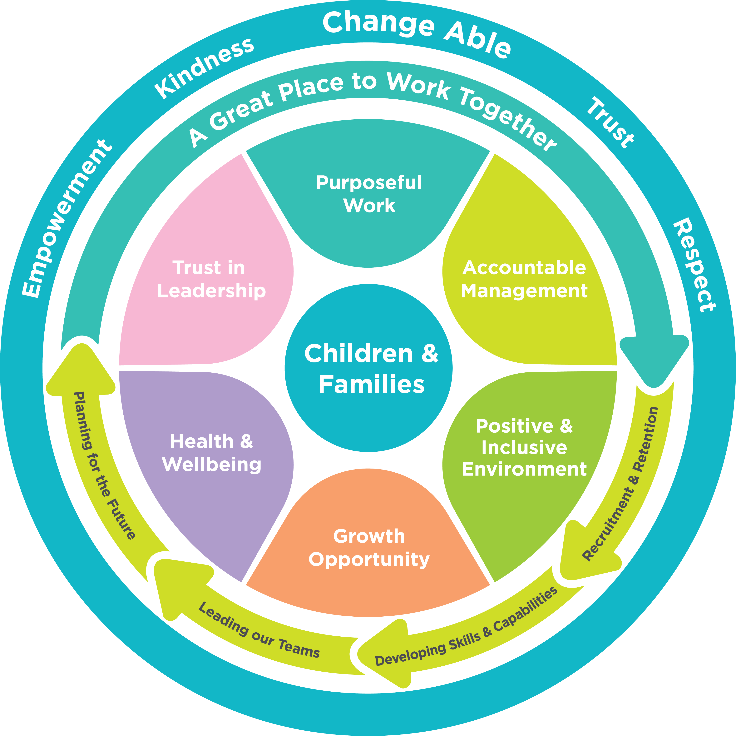 Change Able
Kindness
Trust
Empowerment
Respect
A Great Place to Work Together
Purposeful
Work
Trust in
Leadership
Accountable
Management
Children &
Families
Health &
Wellbeing
Positive &
Inclusive
Environment
Growth
Opportunity
Recruitment & Retention
Developing Skills & Capabilities
Leading our Teams
Planning for the Future